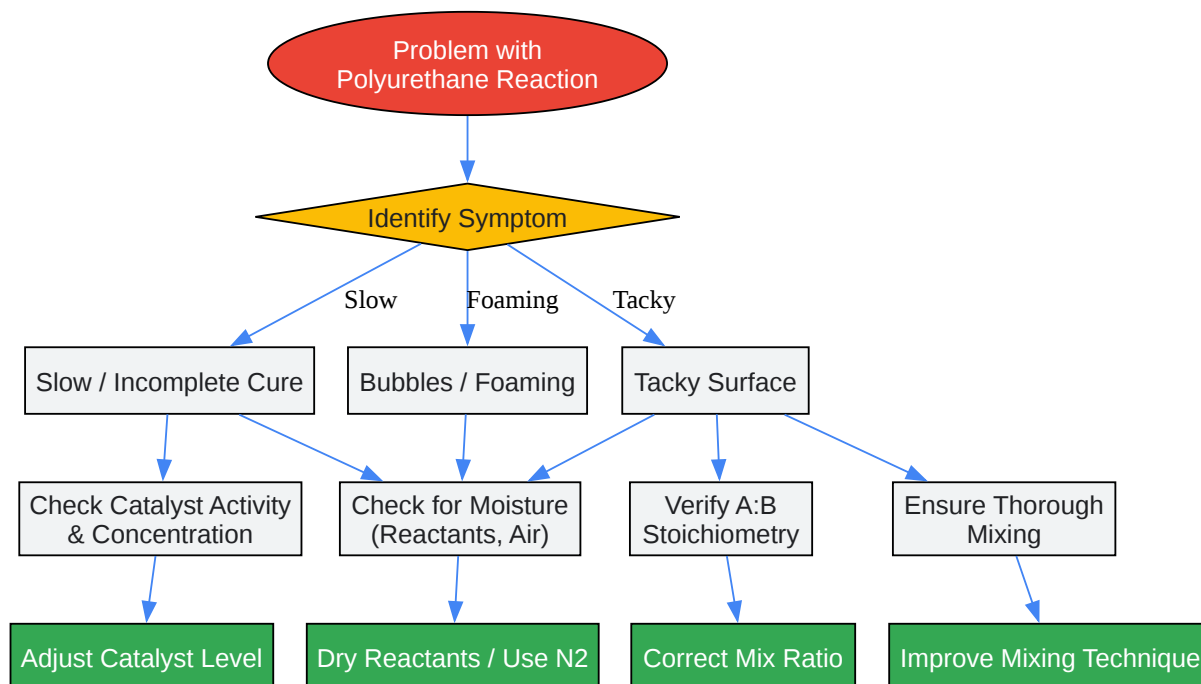 Problem with
Polyurethane Reaction
Identify Symptom
Slow
Foaming
Tacky
Slow / Incomplete Cure
Bubbles / Foaming
Tacky Surface
Check Catalyst Activity
& Concentration
Check for Moisture
(Reactants, Air)
Verify A:B
Stoichiometry
Ensure Thorough
Mixing
Adjust Catalyst Level
Dry Reactants / Use N2
Correct Mix Ratio
Improve Mixing Technique